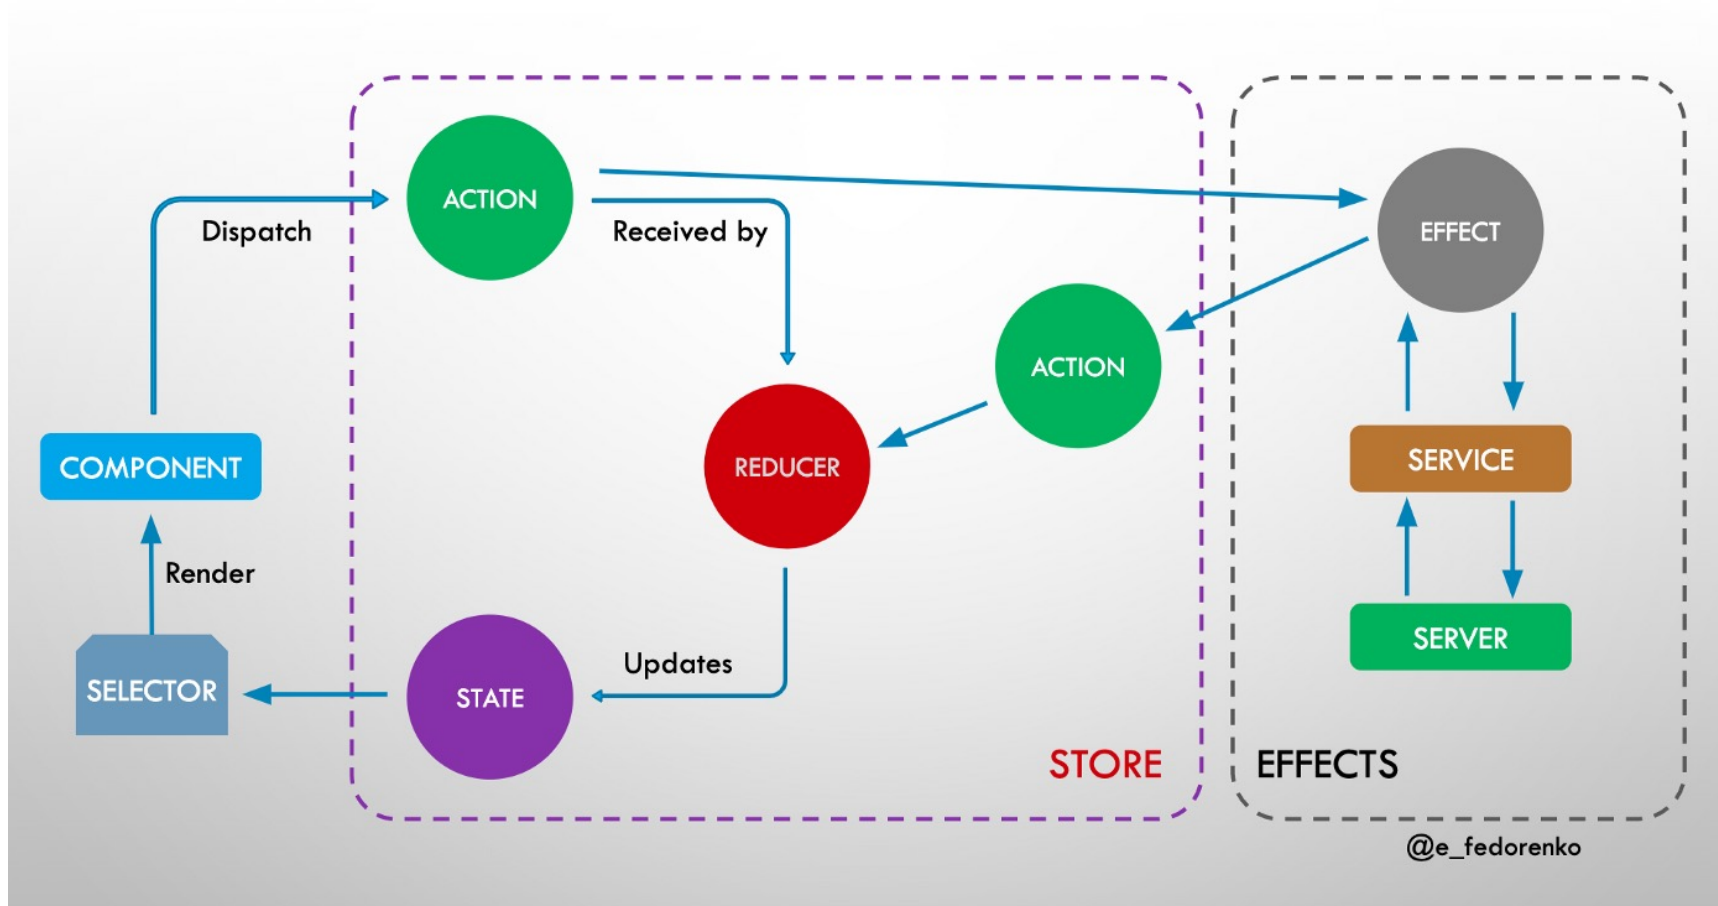 ACTION
Dispatch
Received by
EFFECT
ACTION
COMPONENT
REDUCER
SERVICE
Render
SERVER
Updates
SELECTOR
STATE
STORE
EFFECTS
@e_fedorenko